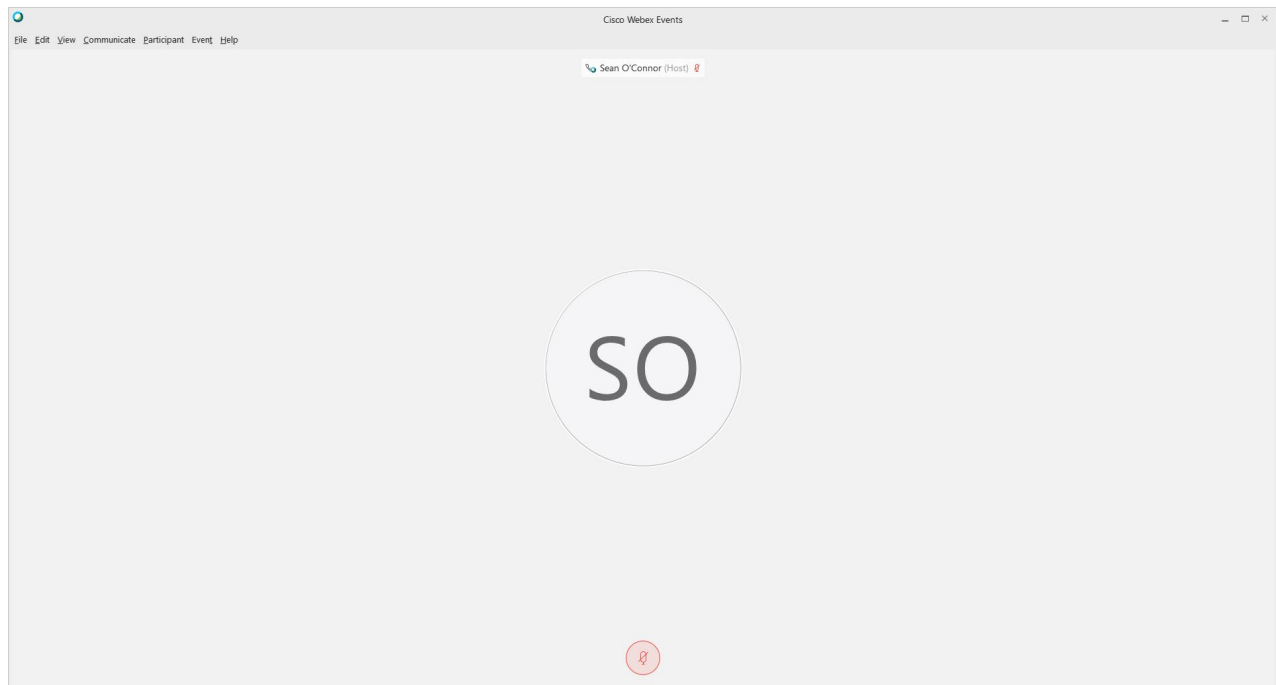 Cisco Webex Events
File Edit View Communicate Participant Event Help
Sean O'Connor (Host)
SO